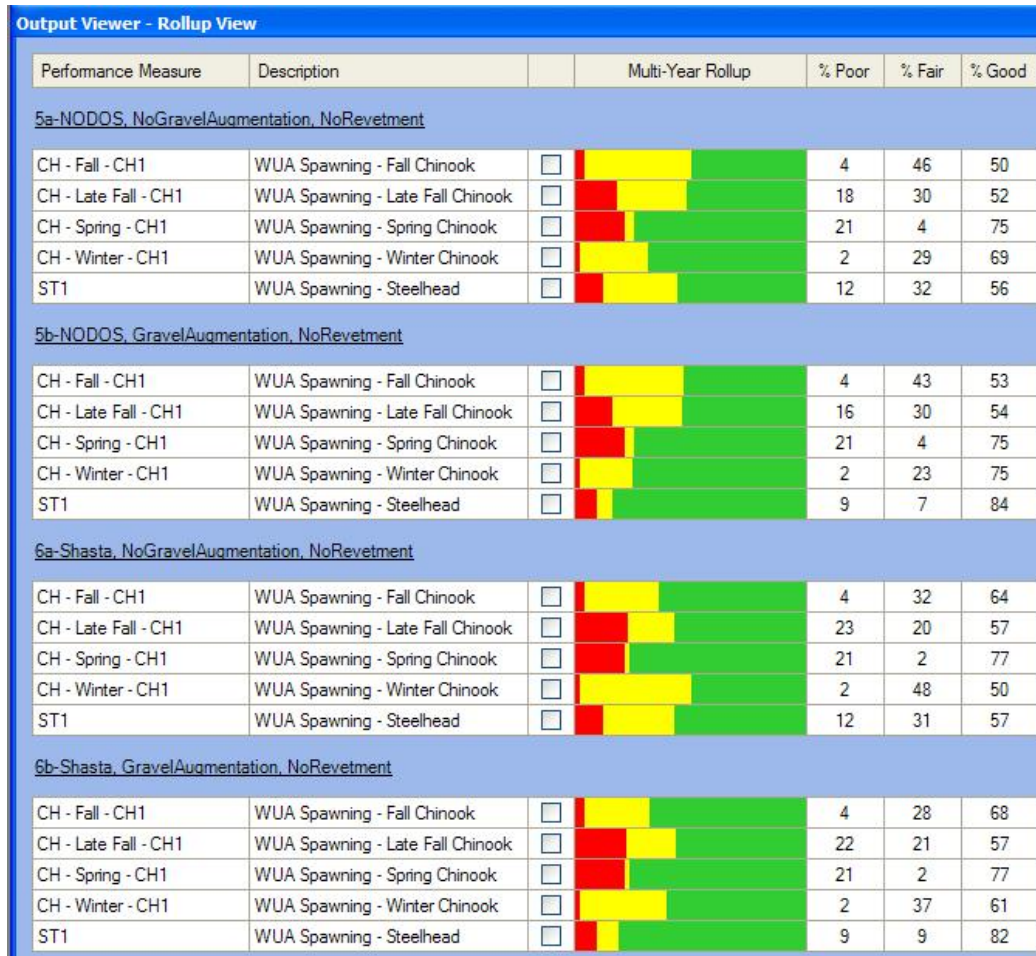 Output Viewer - Rollup View
Performance Measure Description Multi-Year Rollup % Poor % Fair % Good
5a-NODOS, NoGravelAugmentation, NoRevetment
CH - Fall - CH1 WUA Spawning - Fall Chinook 4 46 50
CH - Late Fall - CH1 WUA Spawning - Late Fall Chinook 18 30 52
CH - Spring - CH1 WUA Spawning - Spring Chinook 21 4 75
CH - Winter - CH1 WUA Spawning - Winter Chinook 2 29 69
ST1 WUA Spawning - Steelhead 12 32 56
5b-NODOS, GravelAugmentation, NoRevetment
CH - Fall - CH1 WUA Spawning - Fall Chinook 4 43 53
CH - Late Fall - CH1 WUA Spawning - Late Fall Chinook 16 30 54
CH - Spring - CH1 WUA Spawning - Spring Chinook 21 4 75
CH - Winter - CH1 WUA Spawning - Winter Chinook 2 23 75
ST1 WUA Spawning - Steelhead 9 7 84
6a-Shasta, NoGravelAugmentation, NoRevetment
CH - Fall - CH1 WUA Spawning - Fall Chinook 4 32 64
CH - Late Fall - CH1 WUA Spawning - Late Fall Chinook 23 20 57
CH - Spring - CH1 WUA Spawning - Spring Chinook 21 2 77
CH - Winter - CH1 WUA Spawning - Winter Chinook 2 48 50
ST1 WUA Spawning - Steelhead 12 31 57
6b-Shasta, GravelAugmentation, NoRevetment
CH - Fall - CH1 WUA Spawning - Fall Chinook 4 28 68
CH - Late Fall - CH1 WUA Spawning - Late Fall Chinook 22 21 57
CH - Spring - CH1 WUA Spawning - Spring Chinook 21 2 77
CH - Winter - CH1 WUA Spawning - Winter Chinook 2 37 61
ST1 WUA Spawning - Steelhead 9 9 82